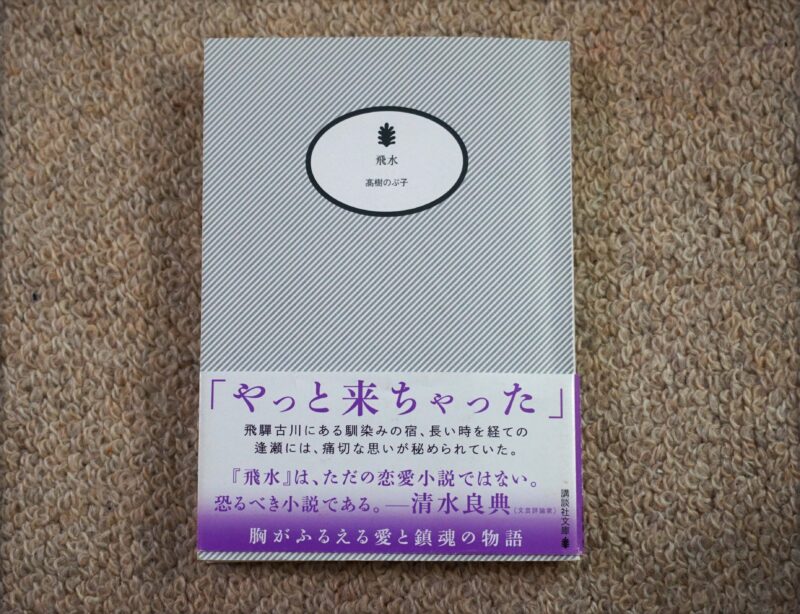 飛水
髙樹のぶ子
「やっと来ちゃった」
飛驒古川にある馴染みの宿、長い時を経ての
逢瀬には、痛切な思いが秘められていた。
『飛水』は、ただの恋愛小説ではない。
恐るべき小説である。―清水良典(文芸評論家)
胸がふるえる愛と鎮魂の物語
講談社文庫